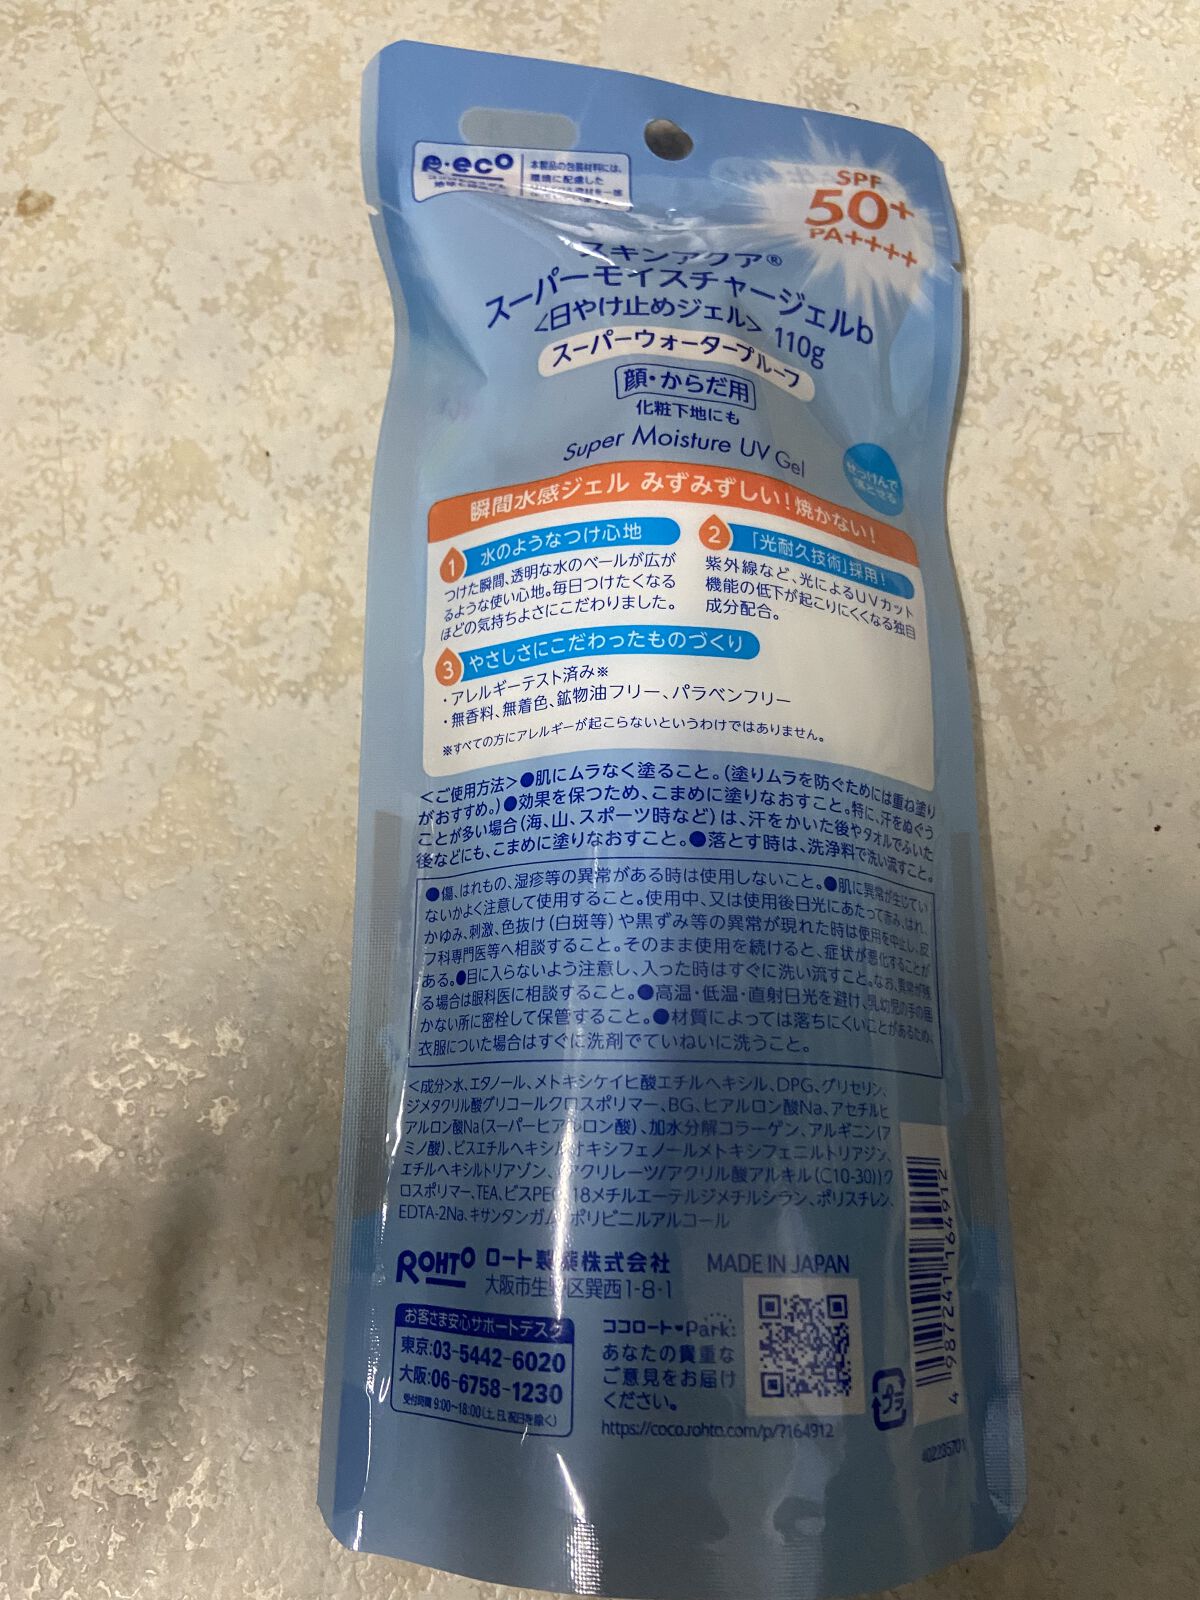 R・eco
本製品の包装材料には、
環境に配慮した
SPF
50+
PA++++
スキンアクア®
スーパーモイスチャージェルb
<日やけ止めジェル> 110g
スーパーウォータープルーフ
顔・からだ用
化粧下地にも
Super Moisture UV Gel
せっけんで
落とせる
瞬間水感ジェル みずみずしい!焼かない!
1 水のようなつけ心地
つけた瞬間、透明な水のベールが広が
るような使い心地。毎日つけたくなる
ほどの気持ちよさにこだわりました。
2 「光耐久技術」採用!
紫外線など、光によるUVカット
機能の低下が起こりにくくなる独自
成分配合。
3 やさしさにこだわったものづくり
・アレルギーテスト済み※
・無香料、無着色、鉱物油フリー、パラベンフリー
※すべての方にアレルギーが起こらないというわけではありません。
<ご使用方法>●肌にムラなく塗ること。(塗りムラを防ぐためには重ね塗り
がおすすめ。)●効果を保つため、こまめに塗りなおすこと。特に、汗をぬぐう
ことが多い場合(海、山、スポーツ時など)は、汗をかいた後やタオルでふいた
後などにも、こまめに塗りなおすこと。●落とす時は、洗浄料で洗い流すこと。
●傷、はれもの、湿疹等の異常がある時は使用しないこと。●肌に異常が生じてい
ないかよく注意して使用すること。使用中、又は使用後日光にあたって赤み、はれ、
かゆみ、刺激、色抜け(白斑等)や黒ずみ等の異常が現れた時は使用を中止し、皮
フ科専門医等へ相談すること。そのまま使用を続けると、症状が悪化することが
ある。●目に入らないよう注意し、入った時はすぐに洗い流すこと。なお、異常が残
る場合は眼科医に相談すること。●高温・低温・直射日光を避け、乳幼児の手の届
かない所に密栓して保管すること。●材質によっては落ちにくいことがあるため、
衣服についた場合はすぐに洗剤でていねいに洗うこと。
<成分>水、エタノール、メトキシケイヒ酸エチルヘキシル、DPG、グリセリン、
ジメタクリル酸グリコールクロスポリマー、BG、ヒアルロン酸Na、アセチルヒ
アルロン酸Na(スーパーヒアルロン酸)、加水分解コラーゲン、アルギニン(ア
ミノ酸)、ビスエチルヘキシルオキシフェノールメトキシフェニルトリアジン、
エチルヘキシルトリアゾン、(アクリレーツ/アクリル酸アルキル(C10-30))ク
ロスポリマー、TEA、ビスPEG-18メチルエーテルジメチルシラン、ポリスチレン、
EDTA-2Na、キサンタンガム、ポリビニルアルコール
ROHTO ロート製薬株式会社 MADE IN JAPAN
大阪市生野区巽西1-8-1
お客さま安心サポートデスク
東京:03-5442-6020
大阪:06-6758-1230
受付時間 9:00~18:00(土、日、祝日を除く)
ココロート Park:
あなたの貴重な
ご意見をお届け
ください。
https://coco.rohto.com/p/?164912
プラ
4 987241 164912
402235701